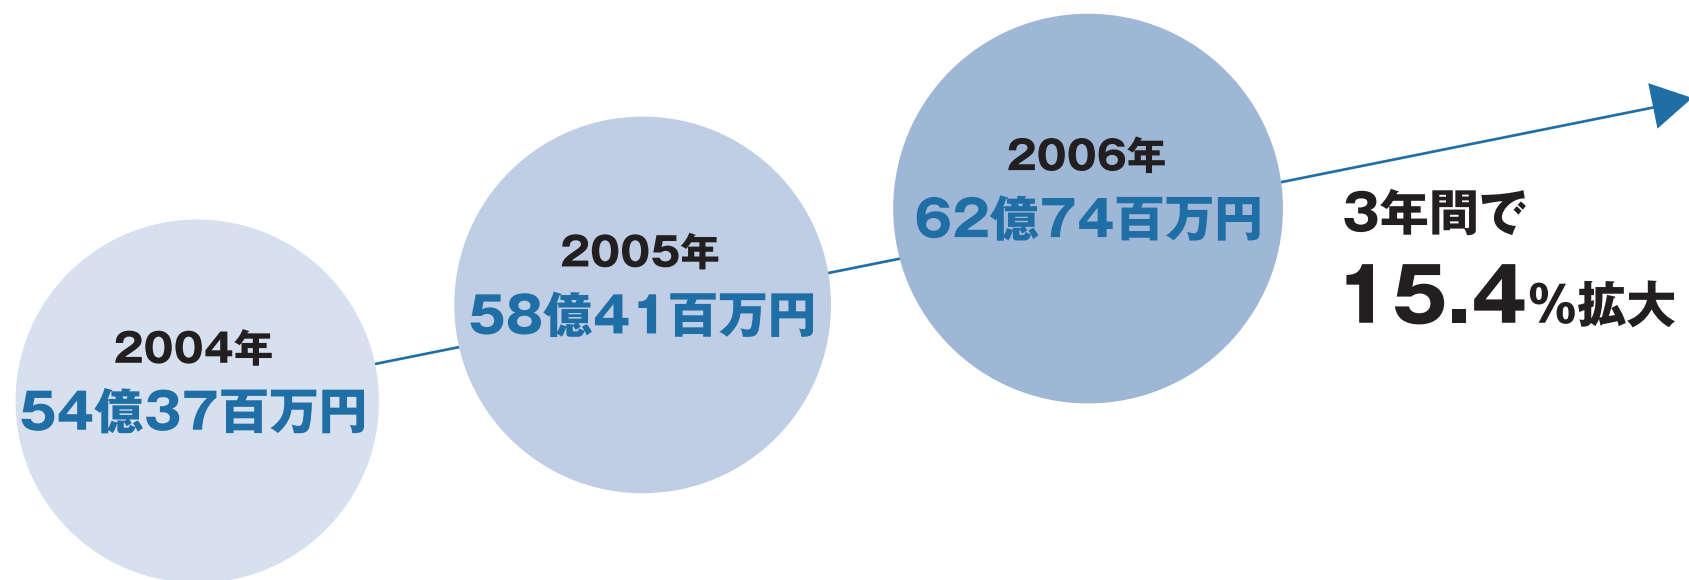 2004年
54億37百万円
2005年
58億41百万円
2006年
62億74百万円
3年間で
15.4%拡大